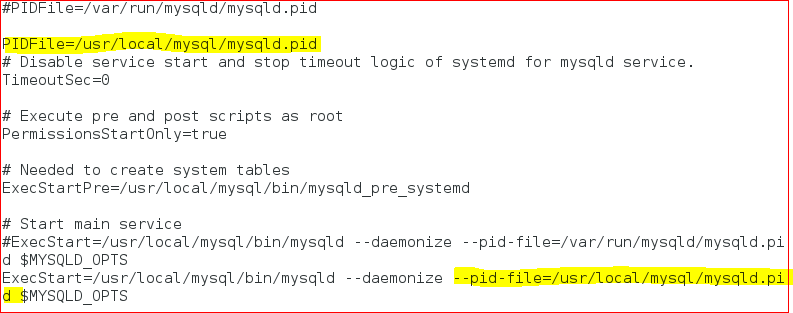 #PIDFile=/var/run/mysqld/mysqld.pid
PIDFile=/usr/local/mysql/mysqld.pid
# Disable service start and stop timeout logic of systemd for mysqld service.
TimeoutSec=0
# Execute pre and post scripts as root
PermissionsStartOnly=true
# Needed to create system tables
ExecStartPre=/usr/local/mysql/bin/mysqld_pre_systemd
# Start main service
#ExecStart=/usr/local/mysql/bin/mysqld --daemonize --pid-file=/var/run/mysqld/mysqld.pi
d $MYSQLD_OPTS
ExecStart=/usr/local/mysql/bin/mysqld --daemonize --pid-file=/usr/local/mysql/mysqld.pi
d $MYSQLD_OPTS